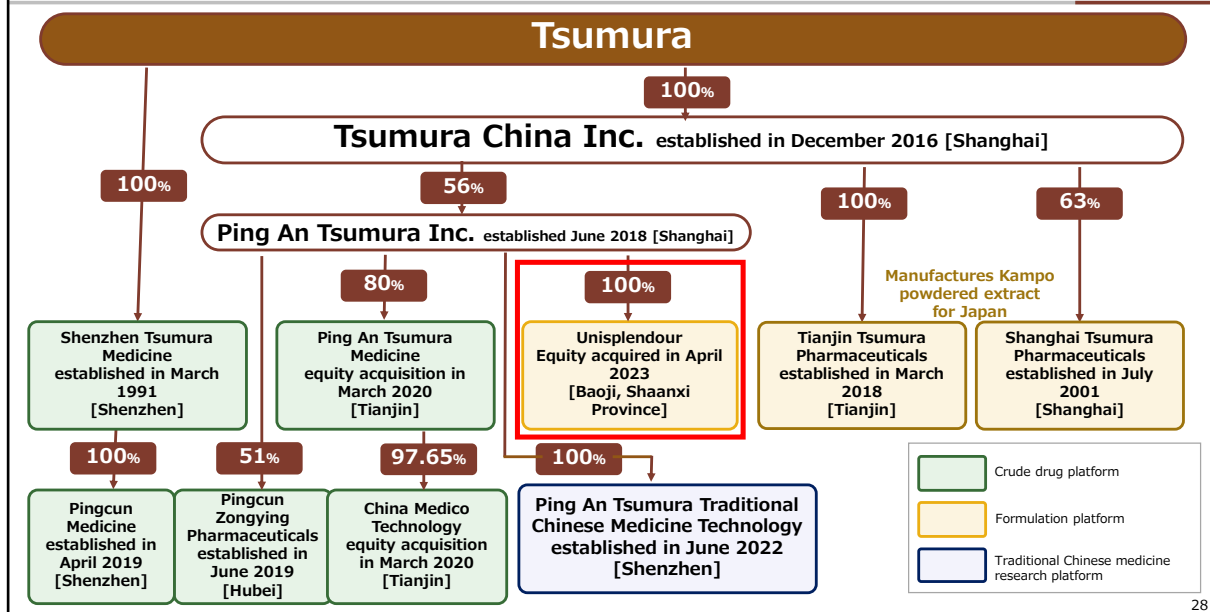 Tsumura
100%
Tsumura China Inc. established in December 2016 [Shanghai]
100%
56%
100%
63%
Ping An Tsumura Inc. established June 2018 [Shanghai]
80%
100%
Manufactures Kampo
powdered extract
for Japan
Shenzhen Tsumura
Medicine
established in March
1991
[Shenzhen]
Ping An Tsumura
Medicine
equity acquisition in
March 2020
[Tianjin]
Unisplendour
Equity acquired in April
2023
[Baoji, Shaanxi
Province]
Tianjin Tsumura
Pharmaceuticals
established in March
2018
[Tianjin]
Shanghai Tsumura
Pharmaceuticals
established in July
2001
[Shanghai]
100%
51%
97.65%
100%
Pingcun
Medicine
established in
April 2019
[Shenzhen]
Pingcun
Zongying
Pharmaceuticals
established in
June 2019
[Hubei]
China Medico
Technology
equity acquisition
in March 2020
[Tianjin]
Ping An Tsumura Traditional
Chinese Medicine Technology
established in June 2022
[Shenzhen]
Crude drug platform
Formulation platform
Traditional Chinese medicine
research platform
28